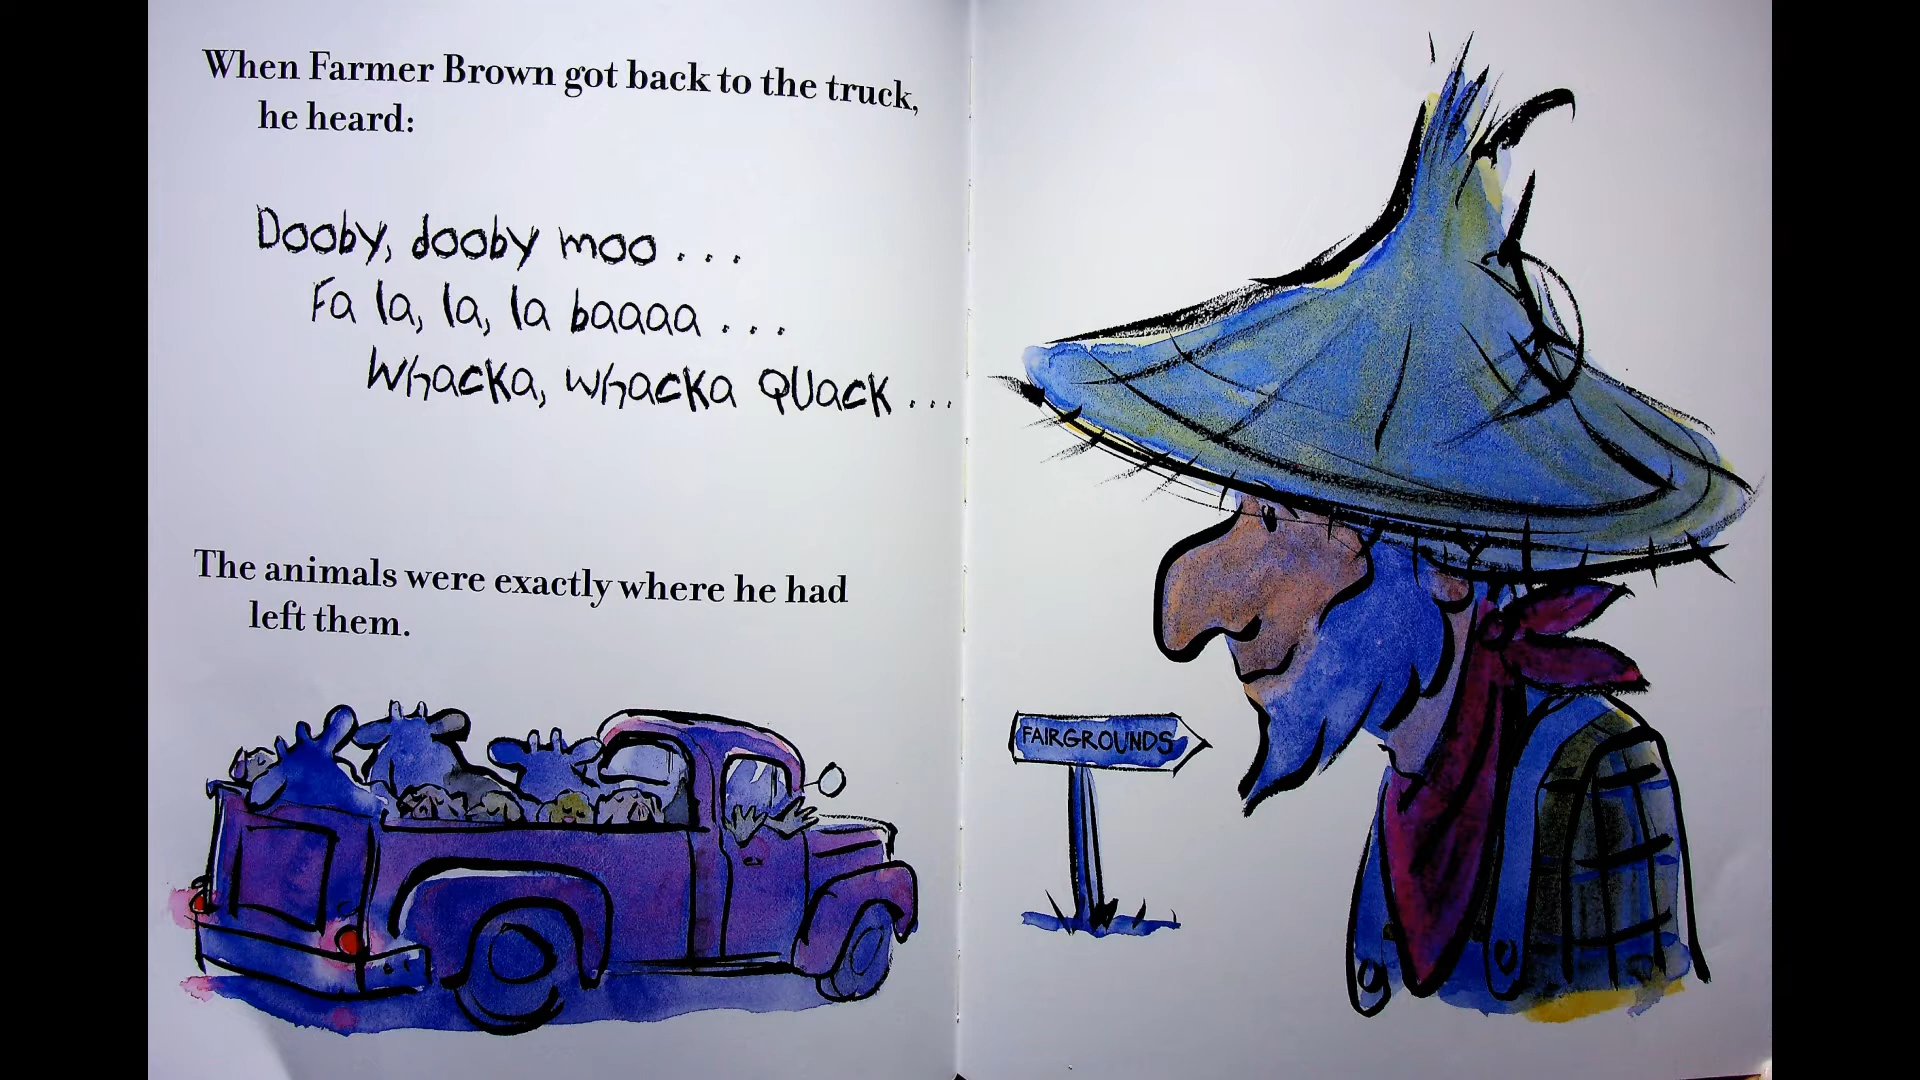 When Farmer Brown got back to the truck,
he heard:
Dooby, dooby moo . . .
Fa la, la, la baaaa . . .
Whacka, whacka Quack . . .
The animals were exactly where he had
left them.
FAIRGROUNDS